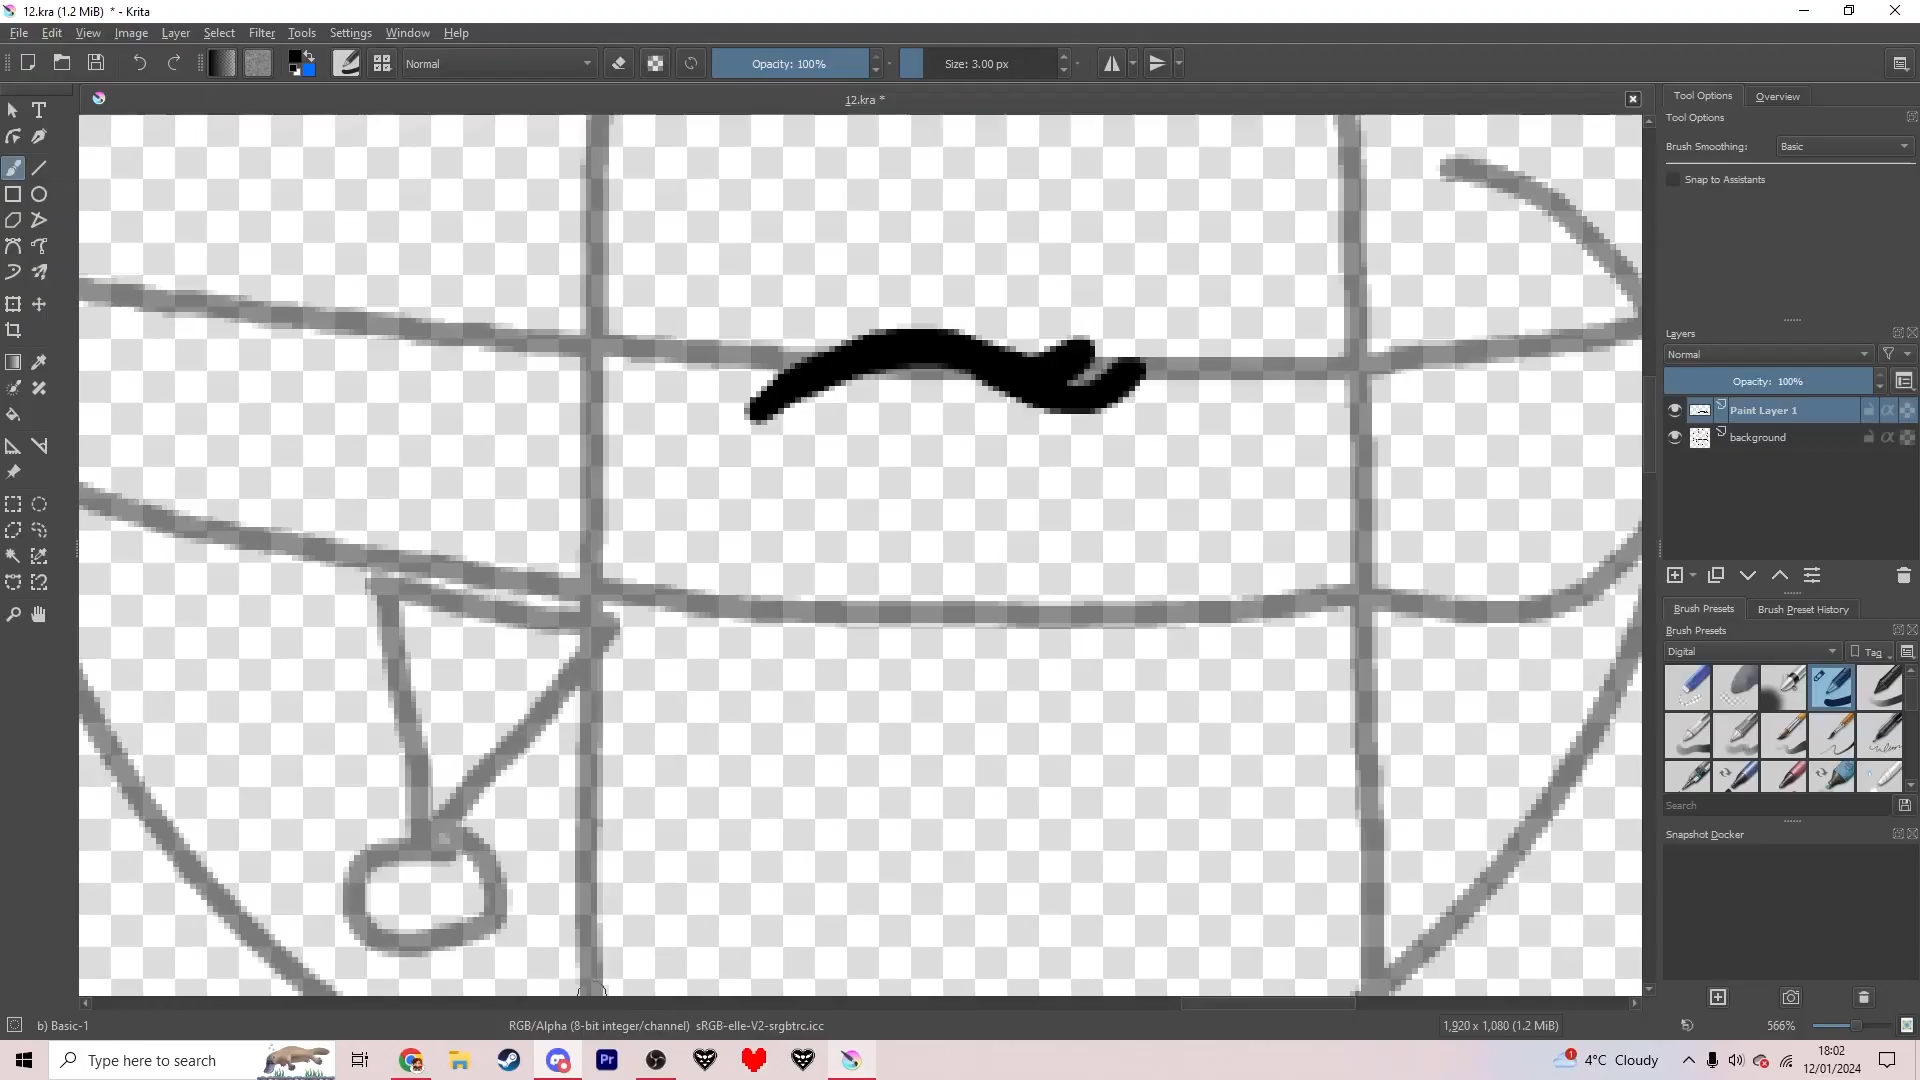 12.kra (1.2 MiB) * - Krita
File Edit View Image Layer Select Filter Tools Settings Window Help
Normal Opacity: 100% Size: 3.00 px
12.kra *
Tool Options Overview
Tool Options
Brush Smoothing: Basic
Snap to Assistants
Layers
Normal
Opacity: 100%
Paint Layer 1
background
Brush Presets Brush Preset History
Brush Presets
Digital Tag
Search
Snapshot Docker
b) Basic-1 RGB/Alpha (8-bit integer/channel) sRGB-elle-V2-srgbtrc.icc 1,920 x 1,080 (1.2 MiB) 566%
Type here to search Pr 1 4°C Cloudy 18:02
12/01/2024